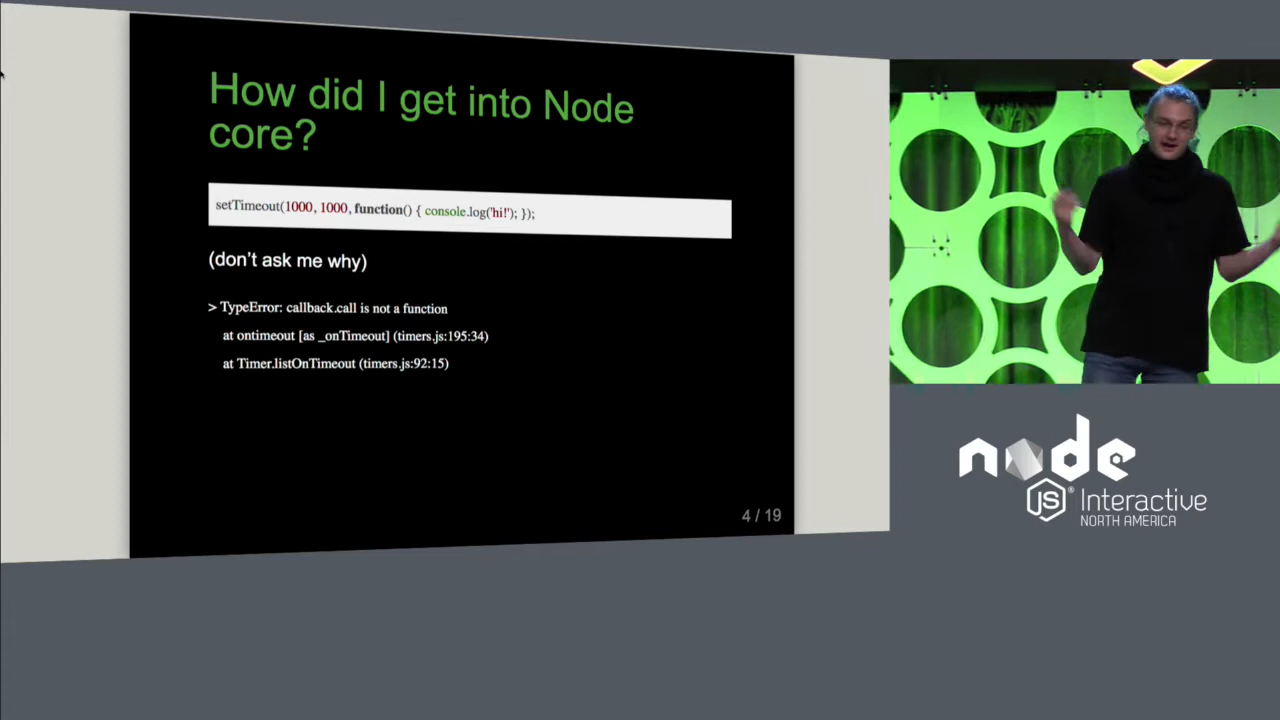 How did I get into Node
core?
setTimeout(1000, 1000, function() { console.log('hi!'); });
(don't ask me why)
> TypeError: callback.call is not a function
at ontimeout [as _onTimeout] (timers.js:195:34)
at Timer.listOnTimeout (timers.js:92:15)
4 / 19
node
JS® Interactive
NORTH AMERICA